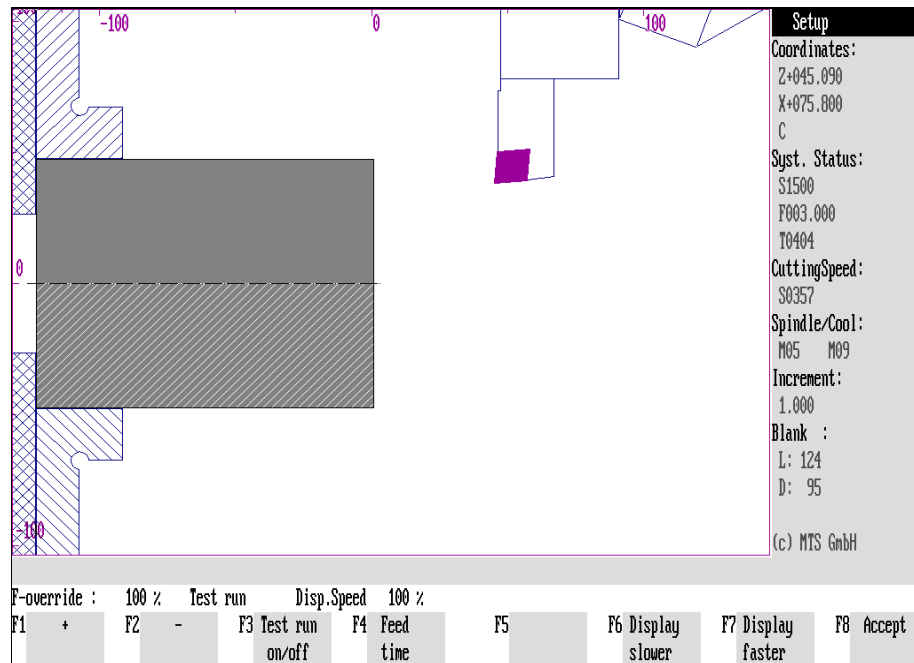 -100 0 100
Setup
Coordinates:
Z+045.090
X+075.800
C
Syst. Status:
S1500
F003.000
T0404
CuttingSpeed:
S0357
Spindle/Cool:
M05 M09
Increment:
1.000
Blank :
L: 124
D: 95
(c) MTS GmbH
0
-100
F-override : 100 % Test run Disp.Speed 100 %
F1 + F2 - F3 Test run F4 Feed F5 F6 Display F7 Display F8 Accept
on/off time slower faster